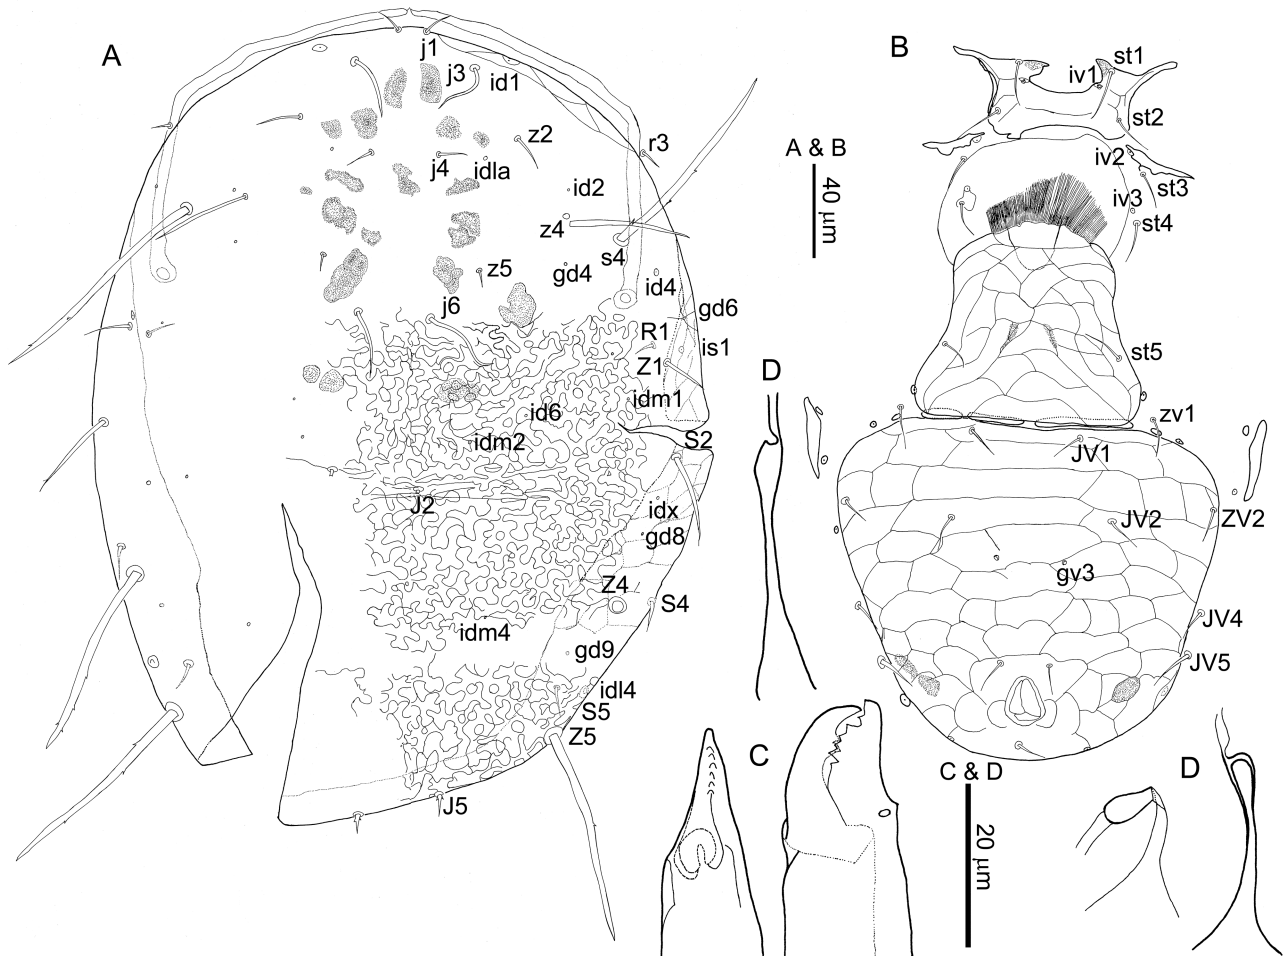 A
j1
j3
id1
z2
j4
idla
r3
id2
z4
s4
z5
gd4
id4
j6
gd6
R1
is1
Z1
idm1
id6
idm2
S2
J2
idx
gd8
Z4
S4
idm4
gd9
idl4
S5
Z5
J5
B
st1
iv1
st2
A & B
40 µm
iv2
st3
iv3
st4
st5
D
zv1
JV1
JV2
ZV2
gv3
JV4
JV5
C
C & D
20 µm
D